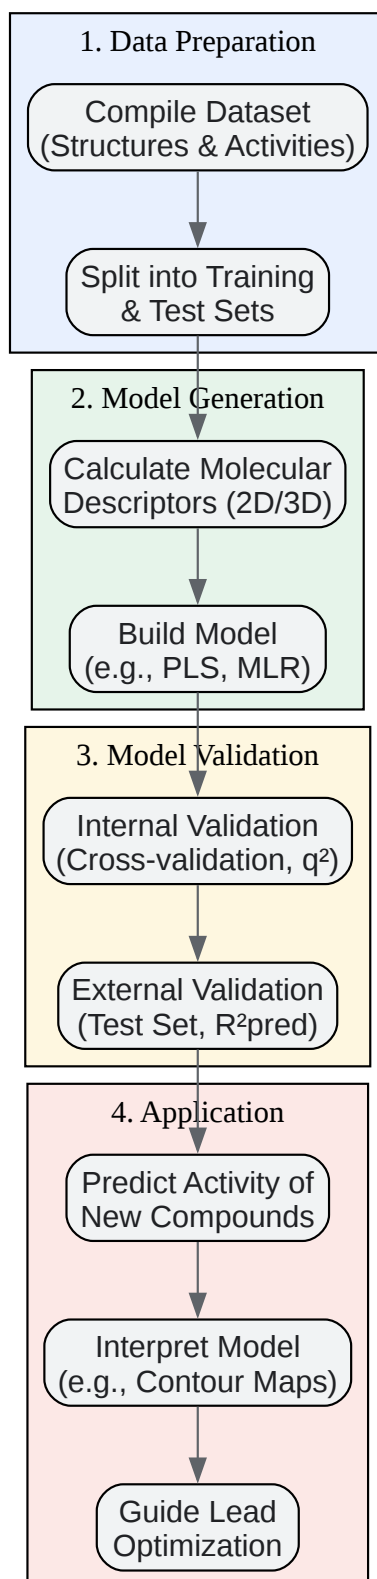 1. Data Preparation
Compile Dataset
(Structures & Activities)
Split into Training
& Test Sets
2. Model Generation
Calculate Molecular
Descriptors (2D/3D)
Build Model
(e.g., PLS, MLR)
3. Model Validation
Internal Validation
(Cross-validation, q²)
External Validation
(Test Set, R²pred)
4. Application
Predict Activity of
New Compounds
Interpret Model
(e.g., Contour Maps)
Guide Lead
Optimization